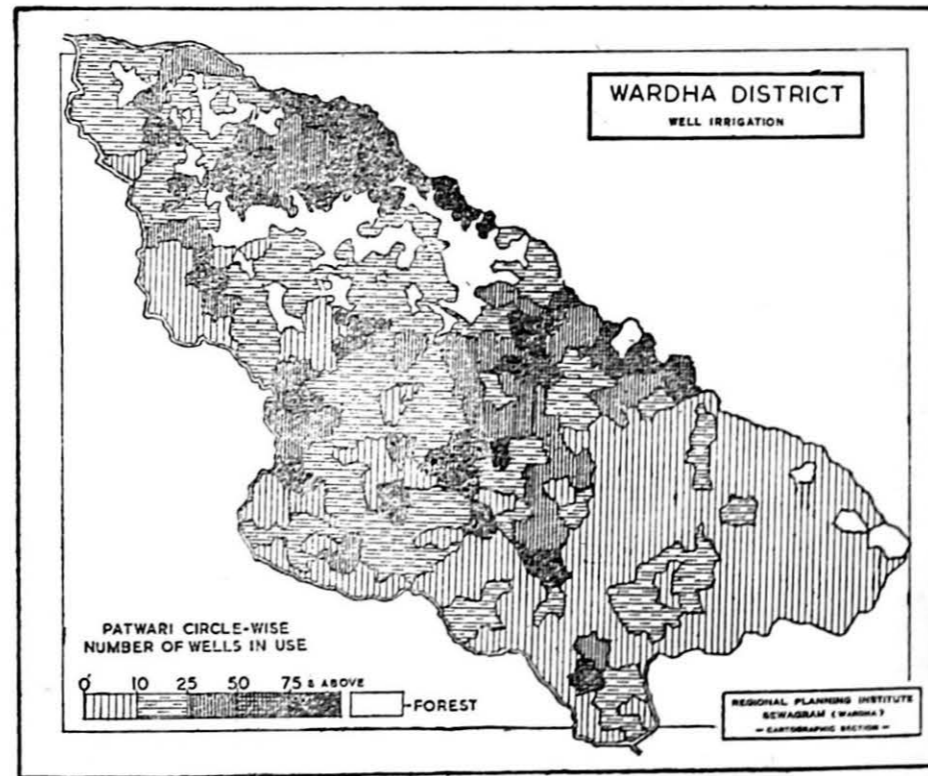 WARDHA DISTRICT
WELL IRRIGATION
PATWARI CIRCLE-WISE
NUMBER OF WELLS IN USE
0 10 25 50 75 & ABOVE
-FOREST
REGIONAL PLANNING INSTITUTE
SEWAGRAM (WARDHA)
— CARTOGRAPHIC SECTION —